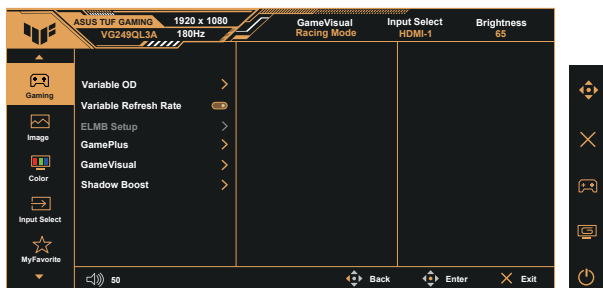 ASUS TUF GAMING 1920 x 1080 GameVisual Input Select Brightness
VG249QL3A 180Hz Racing Mode HDMI-1 65
Gaming
Image
Color
Input Select
MyFavorite
Variable OD
Variable Refresh Rate
ELMB Setup
GamePlus
GameVisual
Shadow Boost
50 Back Enter Exit